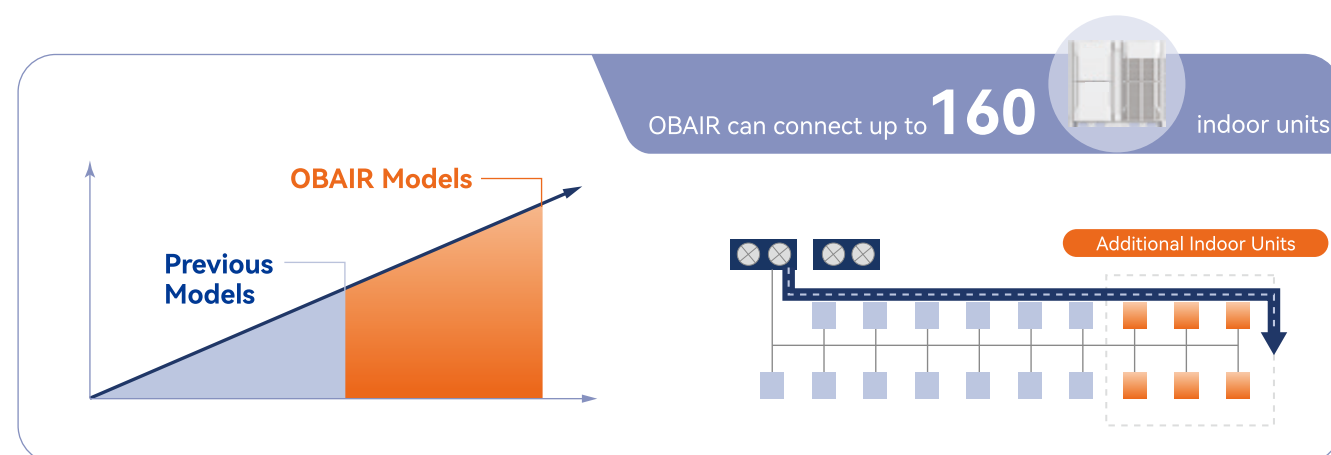 OBAIR can connect up to 160 indoor units
OBAIR Models
Previous
Models
Additional Indoor Units